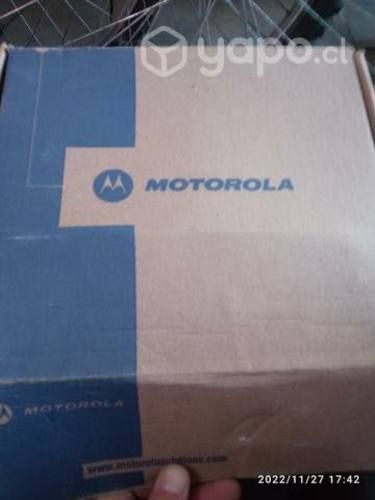 yapo.cl
MOTOROLA
MOTOROLA
www.motorolasolutions.com
2022/11/27 17:42